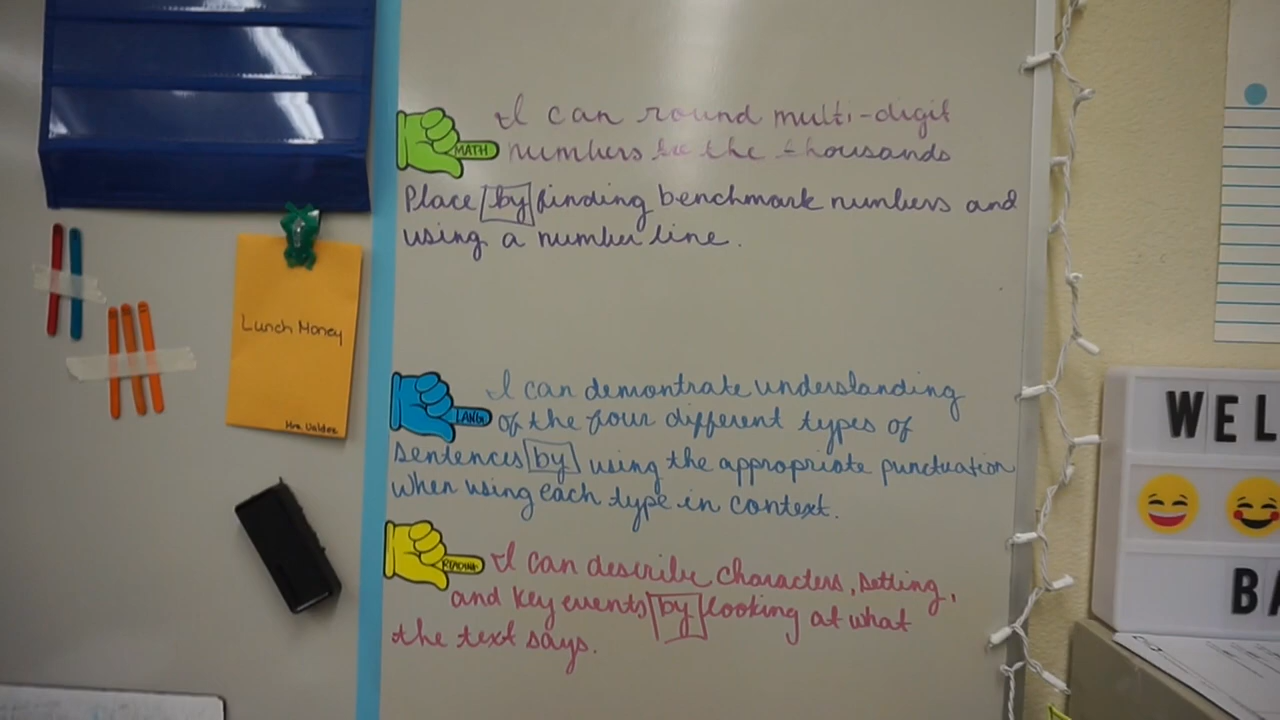 MATH
I can round multi-digit
numbers to the thousands
Place by finding benchmark numbers and
using a number line.
Lunch Money
Mrs. Valdez
LANG.
I can demontrate understanding
of the four different types of
sentences by using the appropriate punctuation
when using each type in context.
READING
I can describe characters, setting,
and key events by looking at what
the text says.
WEL
BA